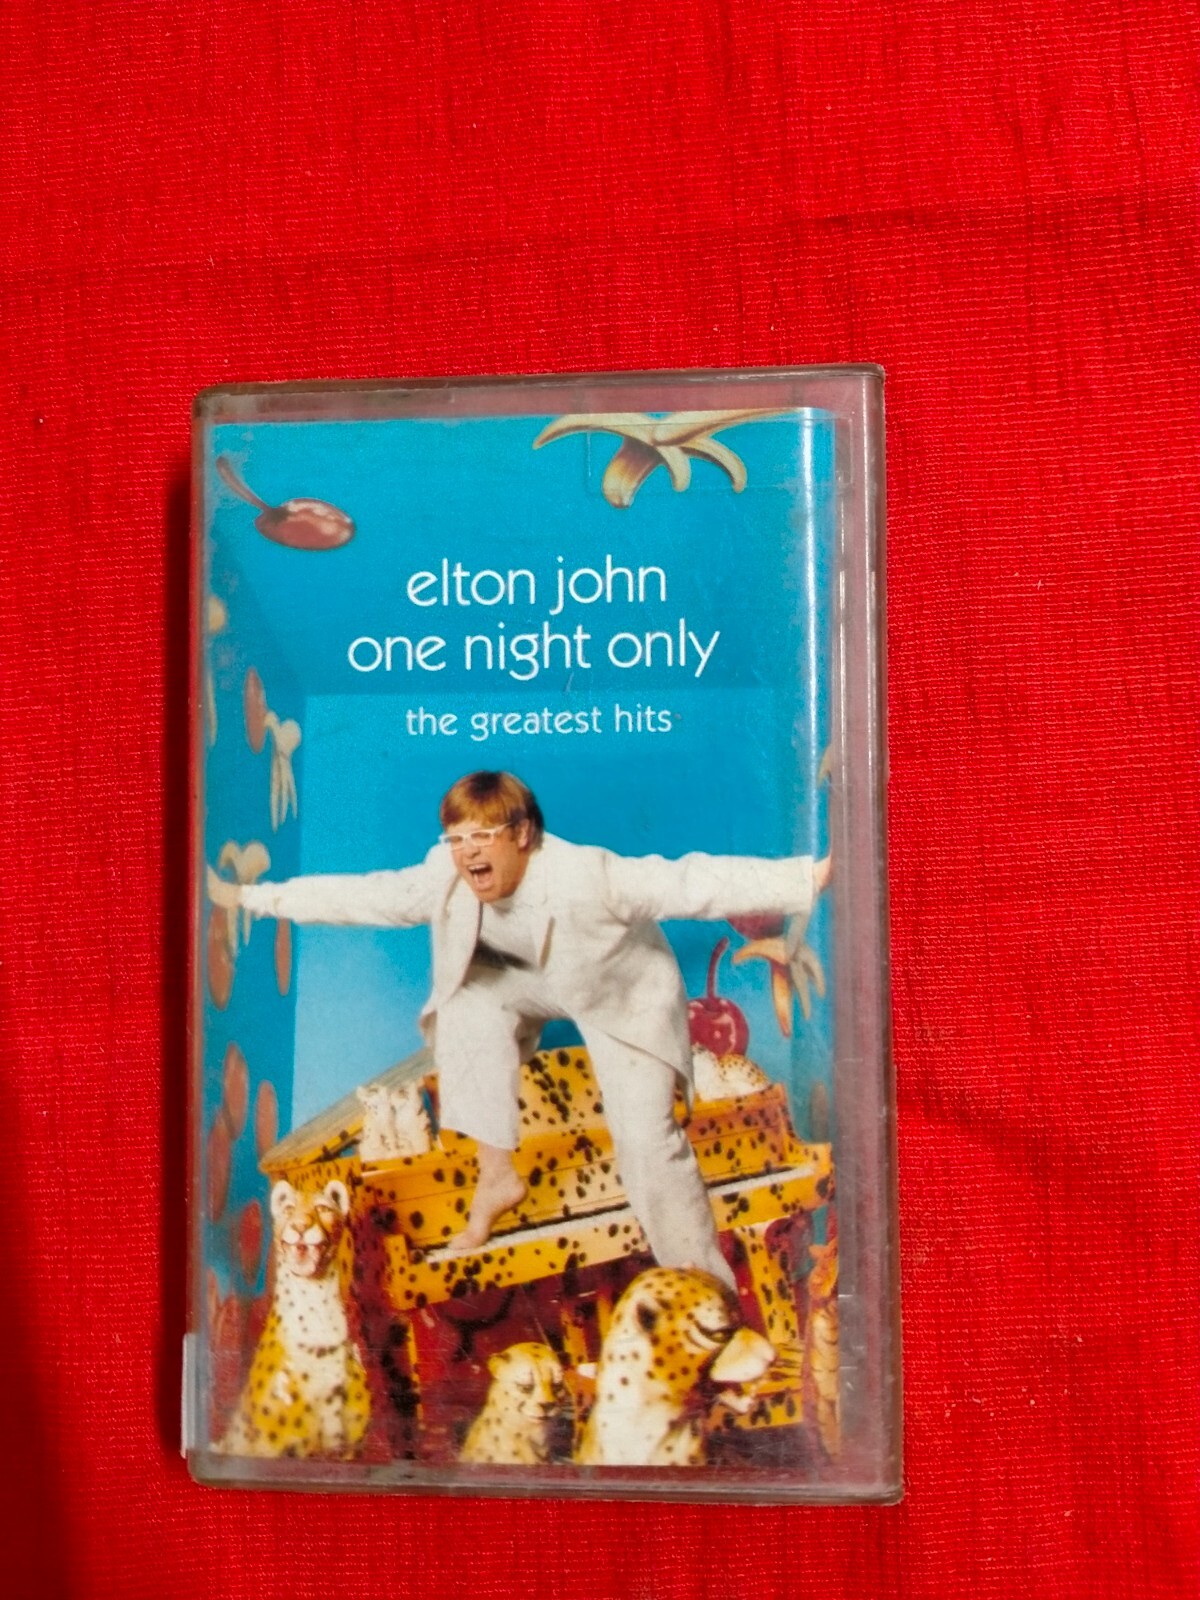 elton john
one night only
the greatest hits